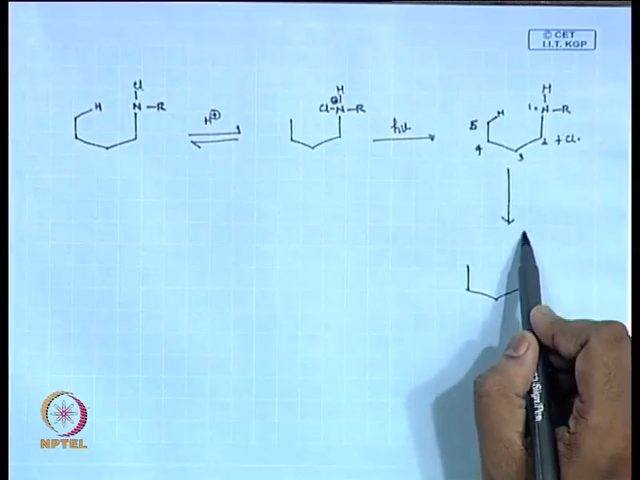 © CET
I.I.T. KGP
Cl
H
N–R
H⊕
H
Cl–N⊕–R
hν
H
5
H
1
N–R
4
3
2
+Cl•
NPTEL